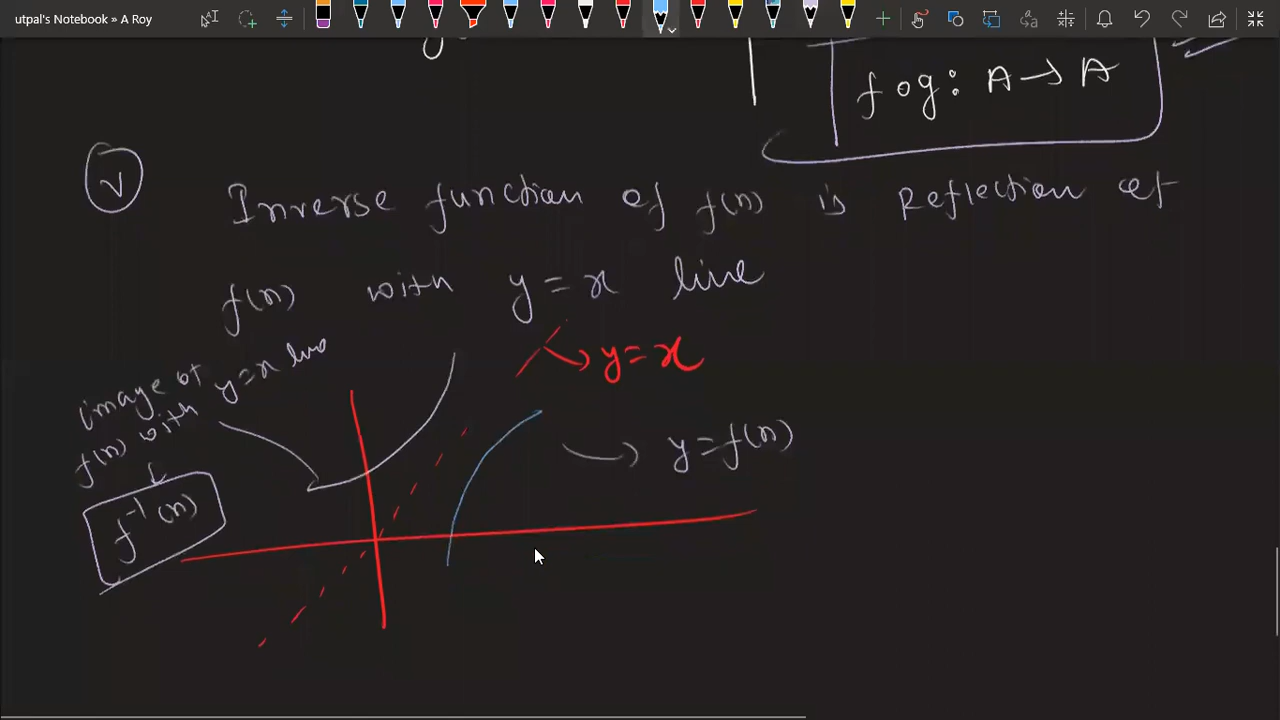 utpal's Notebook » A Roy
fog: A → A
v
Inverse function of f(n) is Reflection of
f(n) with y = x line
image of
f(n) with y=x line
f⁻¹(n)
→ y = x
→ y = f(n)